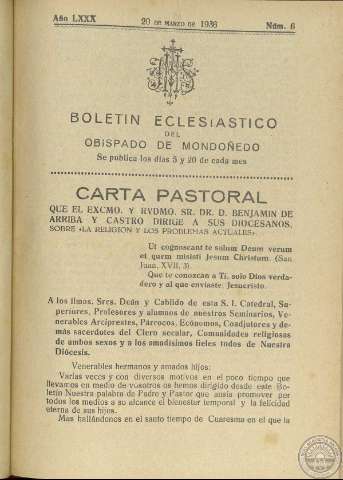 Año LXXX 20 DE MARZO DE 1936 Núm. 6
BOLETIN ECLESIASTICO
DEL
OBISPADO DE MONDOÑEDO
Se publica los días 5 y 20 de cada mes
CARTA PASTORAL
QUE EL EXCMO. Y RVDMO. SR. DR. D. BENJAMIN DE
ARRIBA Y CASTRO DIRIGE A SUS DIOCESANOS.
SOBRE «LA RELIGION Y LOS PROBLEMAS ACTUALES».
Ut cognoscant te solum Deum verum
et quem misisti Jesum Christum. (San
Juan, XVII, 3).
Que te conozcan a Ti, solo Dios verda-
dero y al que enviaste, Jesucristo.
A los Ilmos. Sres. Deán y Cabildo de esta S. I. Catedral, Su-
periores, Profesores y alumnos de nuestros Seminarios, Ve-
nerables Arciprestes, Párrocos, Ecónomos, Coadjutores y de-
más sacerdotes del Clero secular, Comunidades religiosas
de ambos sexos y a los amadísimos fieles todos de Nuestra
Diócesis.
Venerables hermanos y amados hijos:
Varias veces y con diversos motivos en el poco tiempo que
llevamos en medio de vosotros os hemos dirigido desde este Bo-
letín Nuestra palabra de Padre y Pastor que ansía promover por
todos los medios a su alcance el bienestar temporal y la felicidad
eterna de sus hijos.
Mas hallándonos en el santo tiempo de Cuaresma en el que la